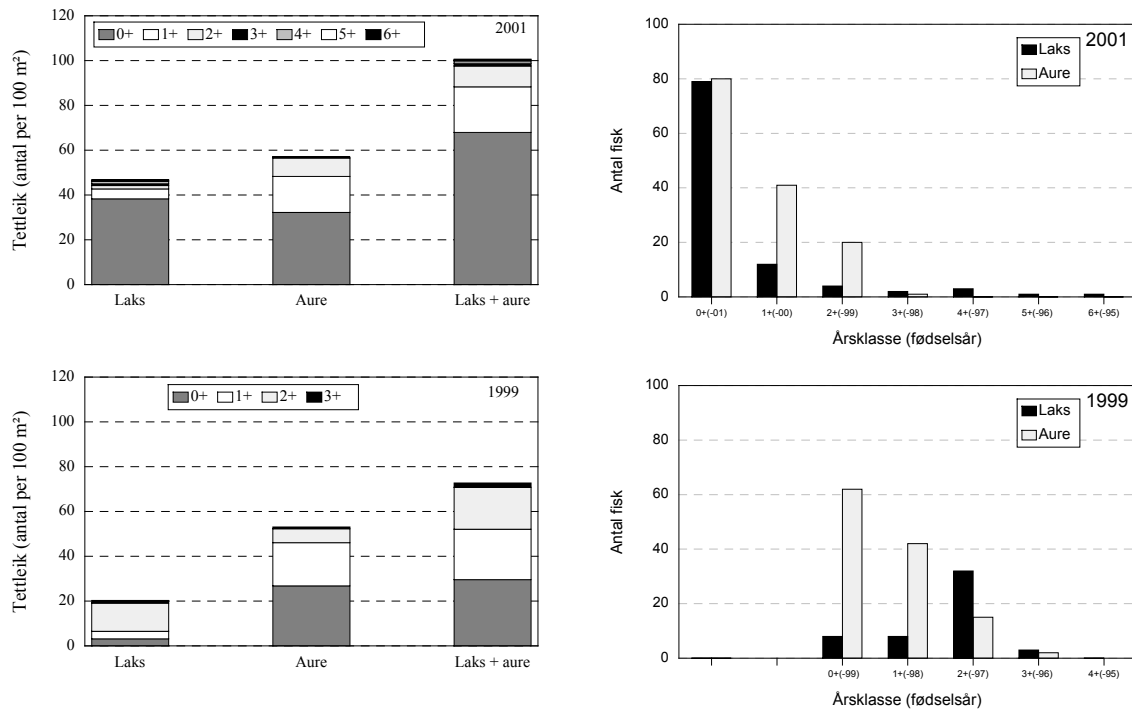 Tettleik (antal per 100 m²)
120
100
80
60
40
20
0
0+ 1+ 2+ 3+ 4+ 5+ 6+
2001
Laks Aure Laks + aure
Antal fisk
100
80
60
40
20
0
2001
Laks
Aure
0+(-01) 1+(-00) 2+(-99) 3+(-98) 4+(-97) 5+(-96) 6+(-95)
Årsklasse (fødselsår)
Tettleik (antal per 100 m²)
120
100
80
60
40
20
0
0+ 1+ 2+ 3+
1999
Laks Aure Laks + aure
Antal fisk
100
80
60
40
20
0
1999
Laks
Aure
0+(-99) 1+(-98) 2+(-97) 3+(-96) 4+(-95)
Årsklasse (fødselsår)